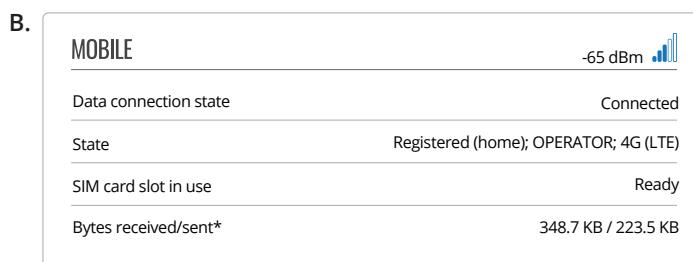 B.
MOBILE -65 dBm
Data connection state Connected
State Registered (home); OPERATOR; 4G (LTE)
SIM card slot in use Ready
Bytes received/sent* 348.7 KB / 223.5 KB